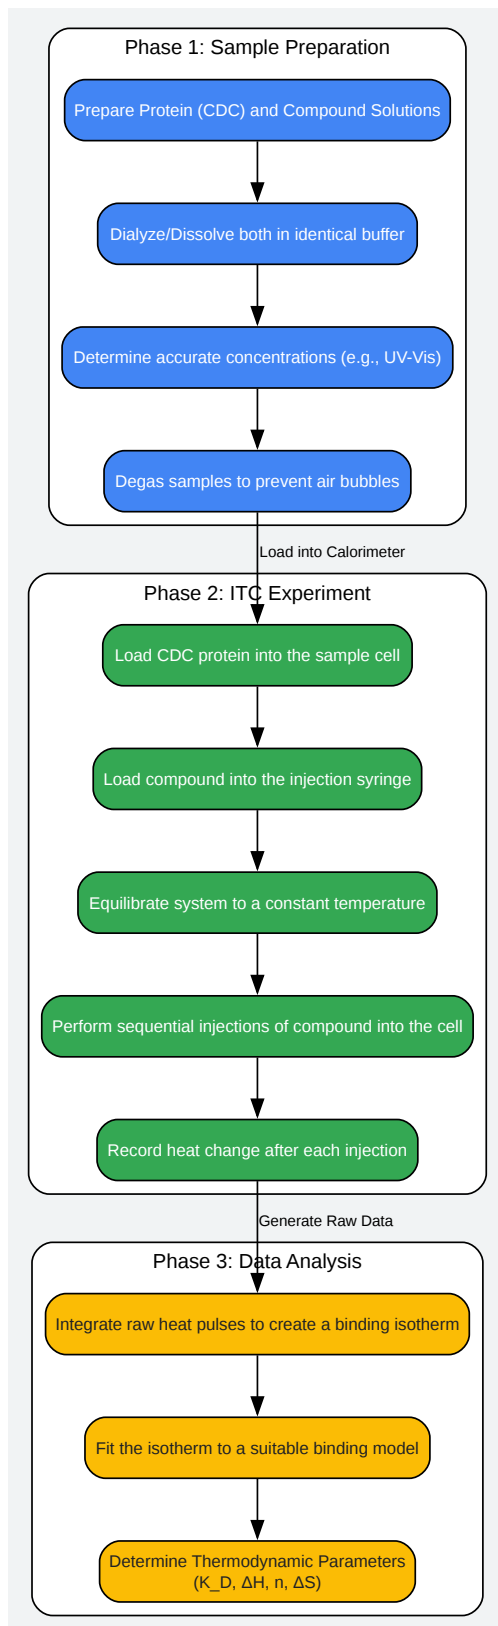 Phase 1: Sample Preparation
Prepare Protein (CDC) and Compound Solutions
Dialyze/Dissolve both in identical buffer
Determine accurate concentrations (e.g., UV-Vis)
Degas samples to prevent air bubbles
Load into Calorimeter
Phase 2: ITC Experiment
Load CDC protein into the sample cell
Load compound into the injection syringe
Equilibrate system to a constant temperature
Perform sequential injections of compound into the cell
Record heat change after each injection
Generate Raw Data
Phase 3: Data Analysis
Integrate raw heat pulses to create a binding isotherm
Fit the isotherm to a suitable binding model
Determine Thermodynamic Parameters
(K_D, ΔH, n, ΔS)